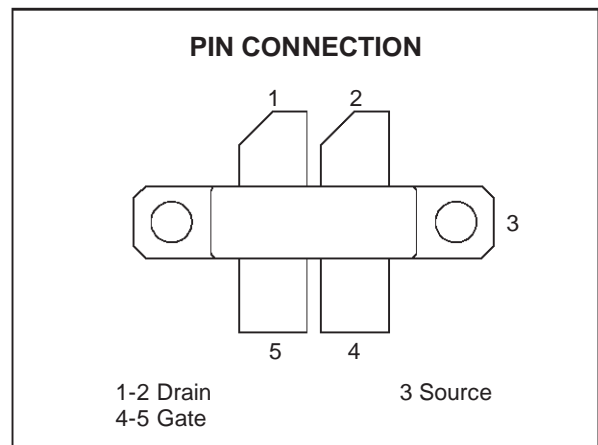 PIN CONNECTION
1 2
3
5 4
1-2 Drain 3 Source
4-5 Gate